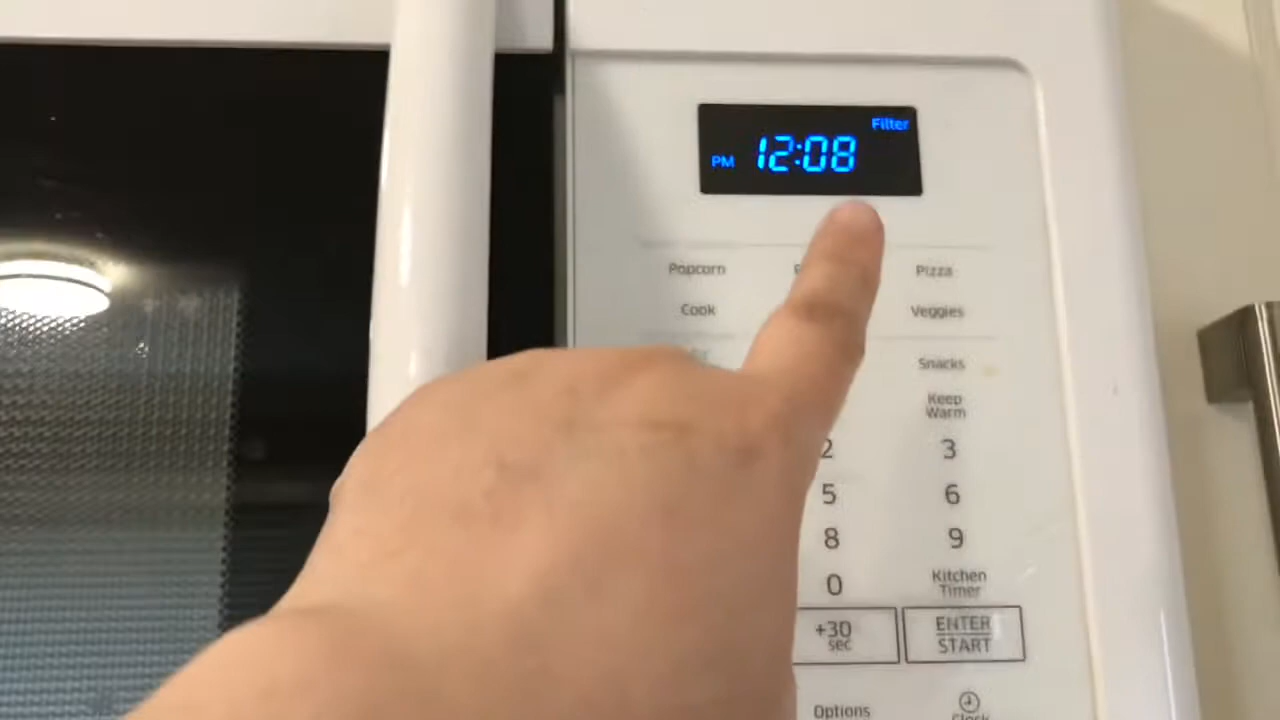 Filter
PM 12:08
Popcorn
Pizza
Cook
Veggies
Snacks
Keep
Warm
2 3
5 6
8 9
0
Kitchen
Timer
+30
sec
ENTER
START
Options
Clock